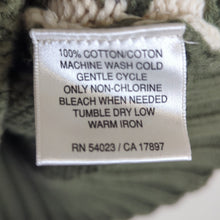 100% COTTON/COTON
MACHINE WASH COLD
GENTLE CYCLE
ONLY NON-CHLORINE
BLEACH WHEN NEEDED
TUMBLE DRY LOW
WARM IRON
RN 54023 / CA 17897